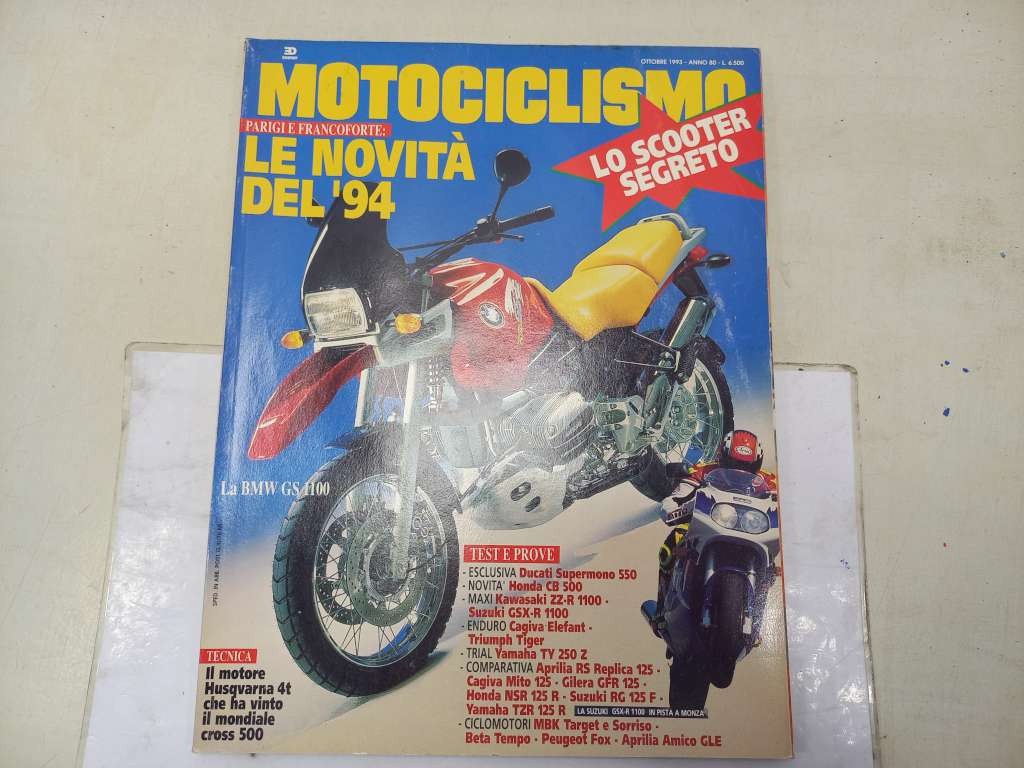 OTTOBRE 1993 - ANNO 80 - L. 6.500
MOTOCICLISMO
PARIGI E FRANCOFORTE:
LE NOVITÀ
DEL '94
LO SCOOTER
SEGRETO
La BMW GS 1100
TEST E PROVE
- ESCLUSIVA Ducati Supermono 550
- NOVITA' Honda CB 500
- MAXI Kawasaki ZZ-R 1100 -
Suzuki GSX-R 1100
- ENDURO Cagiva Elefant -
Triumph Tiger
- TRIAL Yamaha TY 250 Z
- COMPARATIVA Aprilia RS Replica 125 -
Cagiva Mito 125 - Gilera GFR 125 -
Honda NSR 125 R - Suzuki RG 125 F -
Yamaha TZR 125 R
LA SUZUKI GSX-R 1100 IN PISTA A MONZA
- CICLOMOTORI MBK Target e Sorriso -
Beta Tempo - Peugeot Fox - Aprilia Amico GLE
TECNICA
Il motore
Husqvarna 4t
che ha vinto
il mondiale
cross 500